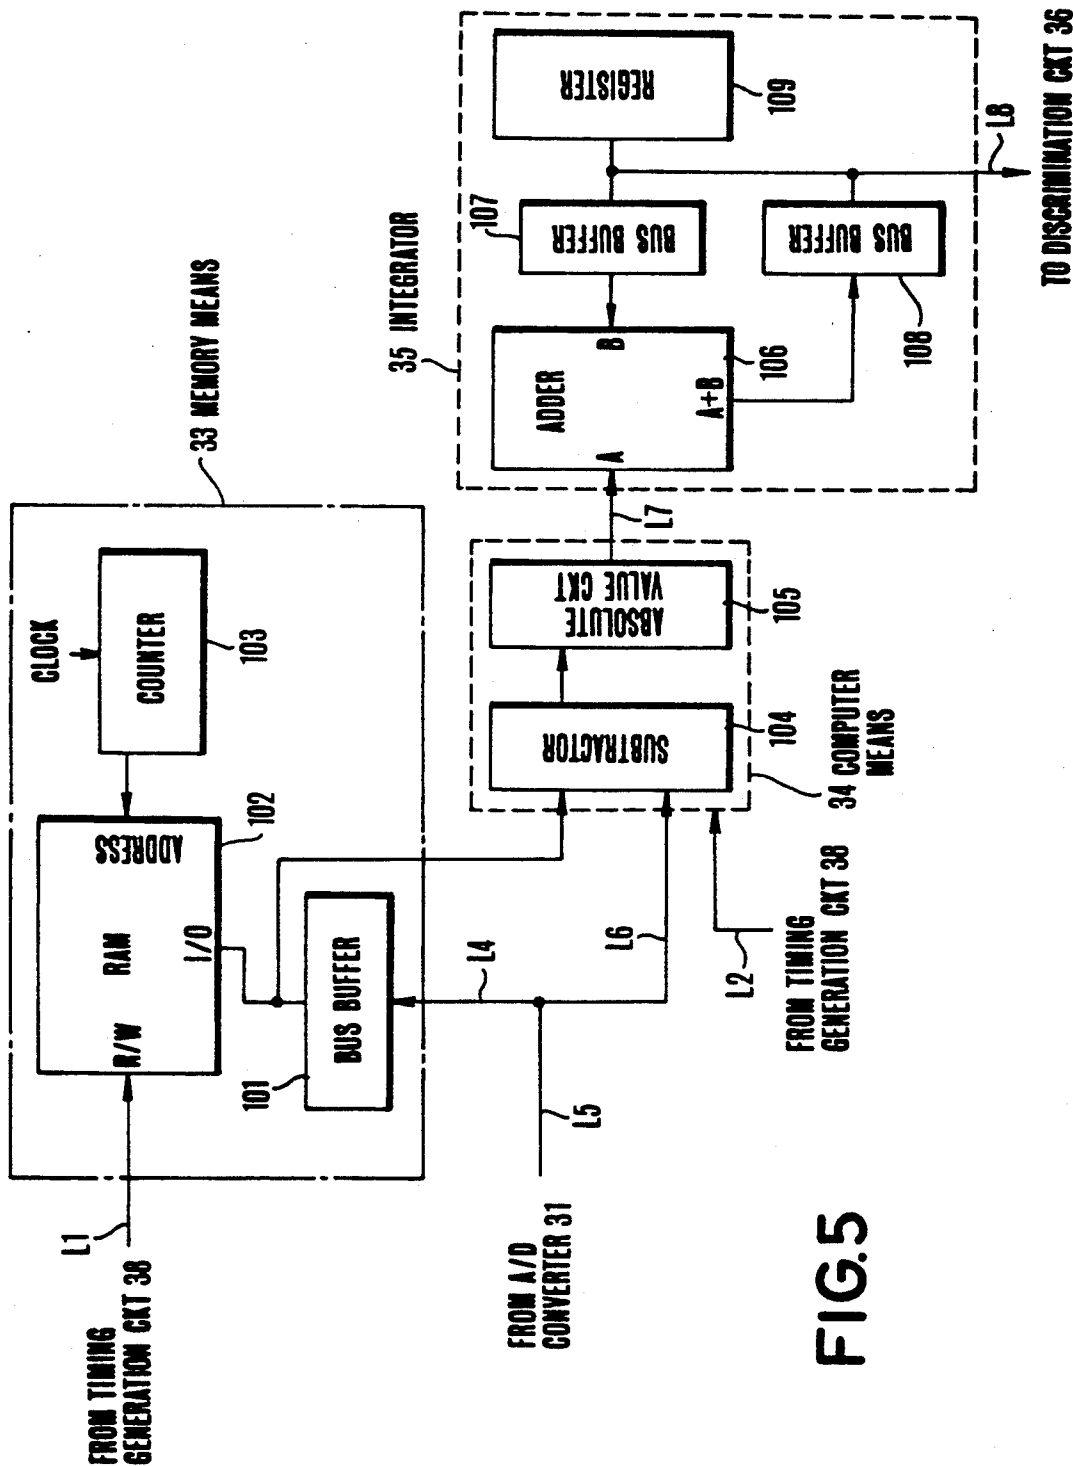 FROM TIMING
GENERATION CKT 38
L1
R/W
RAM
ADDRESS
I/O
102
CLOCK
COUNTER
103
33 MEMORY MEANS
101
BUS BUFFER
L4
FROM A/D
CONVERTER 31
L5
L6
FROM TIMING
GENERATION CKT 38
L2
SUBTRACTOR
104
ABSOLUTE
VALUE CKT
105
34 COMPUTER
MEANS
L7
35 INTEGRATOR
A
ADDER
B
A+B
106
107
BUS BUFFER
BUS BUFFER
108
REGISTER
109
L8
TO DISCRIMINATION CKT 36
FIG.5